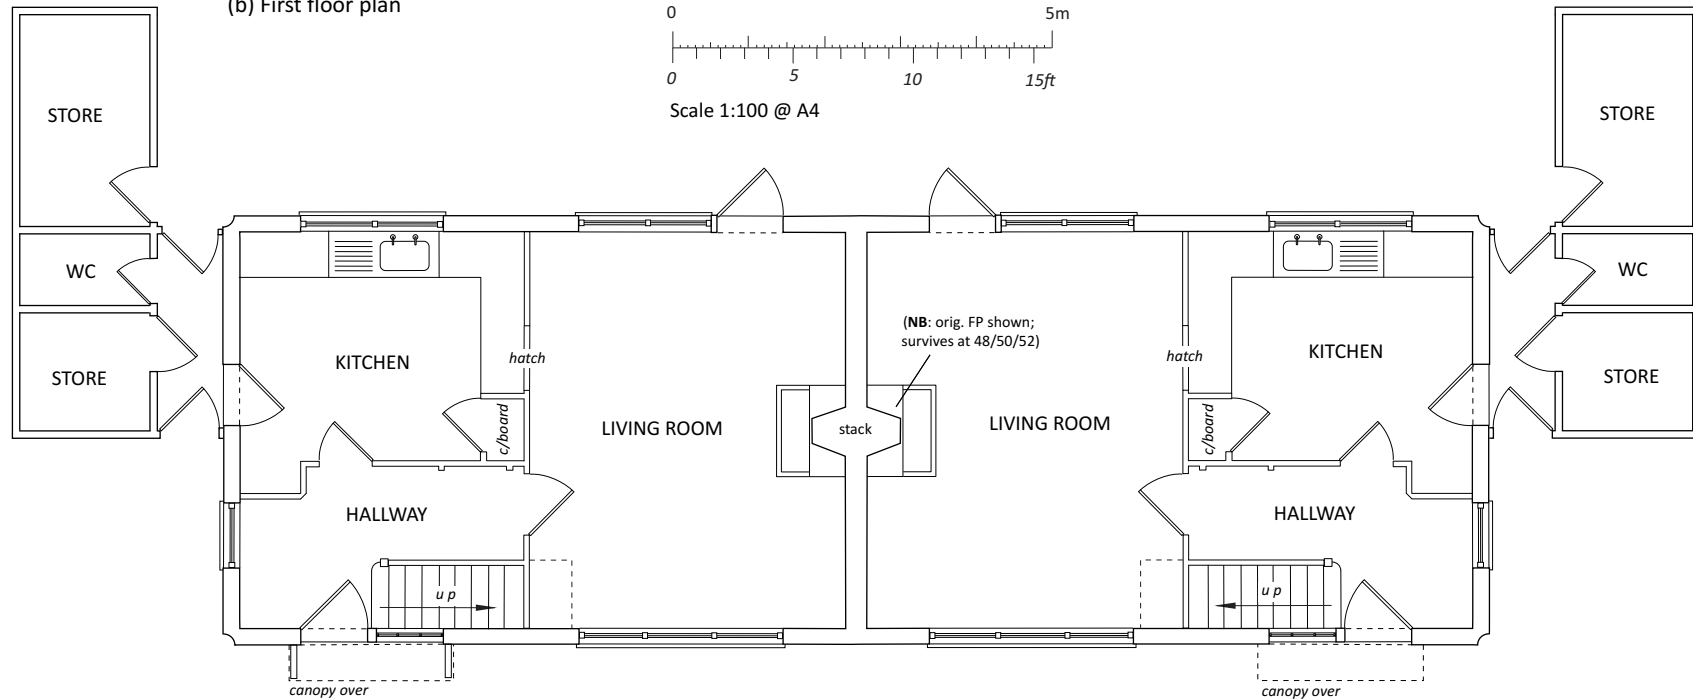 (b) First floor plan
0 5m
0 5 10 15ft
Scale 1:100 @ A4
STORE
STORE
WC
WC
(NB: orig. FP shown;
survives at 48/50/52)
KITCHEN
hatch
hatch
KITCHEN
STORE
STORE
c/board
LIVING ROOM
stack
LIVING ROOM
c/board
HALLWAY
HALLWAY
up
up
canopy over
canopy over